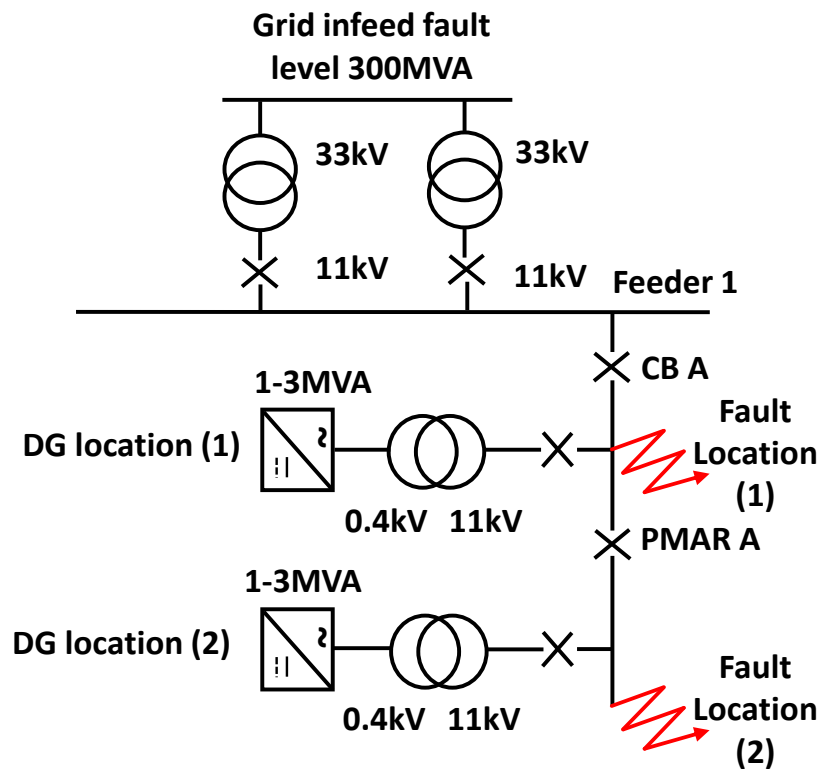 Grid infeed fault
level 300MVA
33kV
33kV
11kV
11kV
Feeder 1
CB A
1-3MVA
DG location (1)
~
0.4kV 11kV
Fault
Location
(1)
PMAR A
1-3MVA
DG location (2)
~
0.4kV 11kV
Fault
Location
(2)